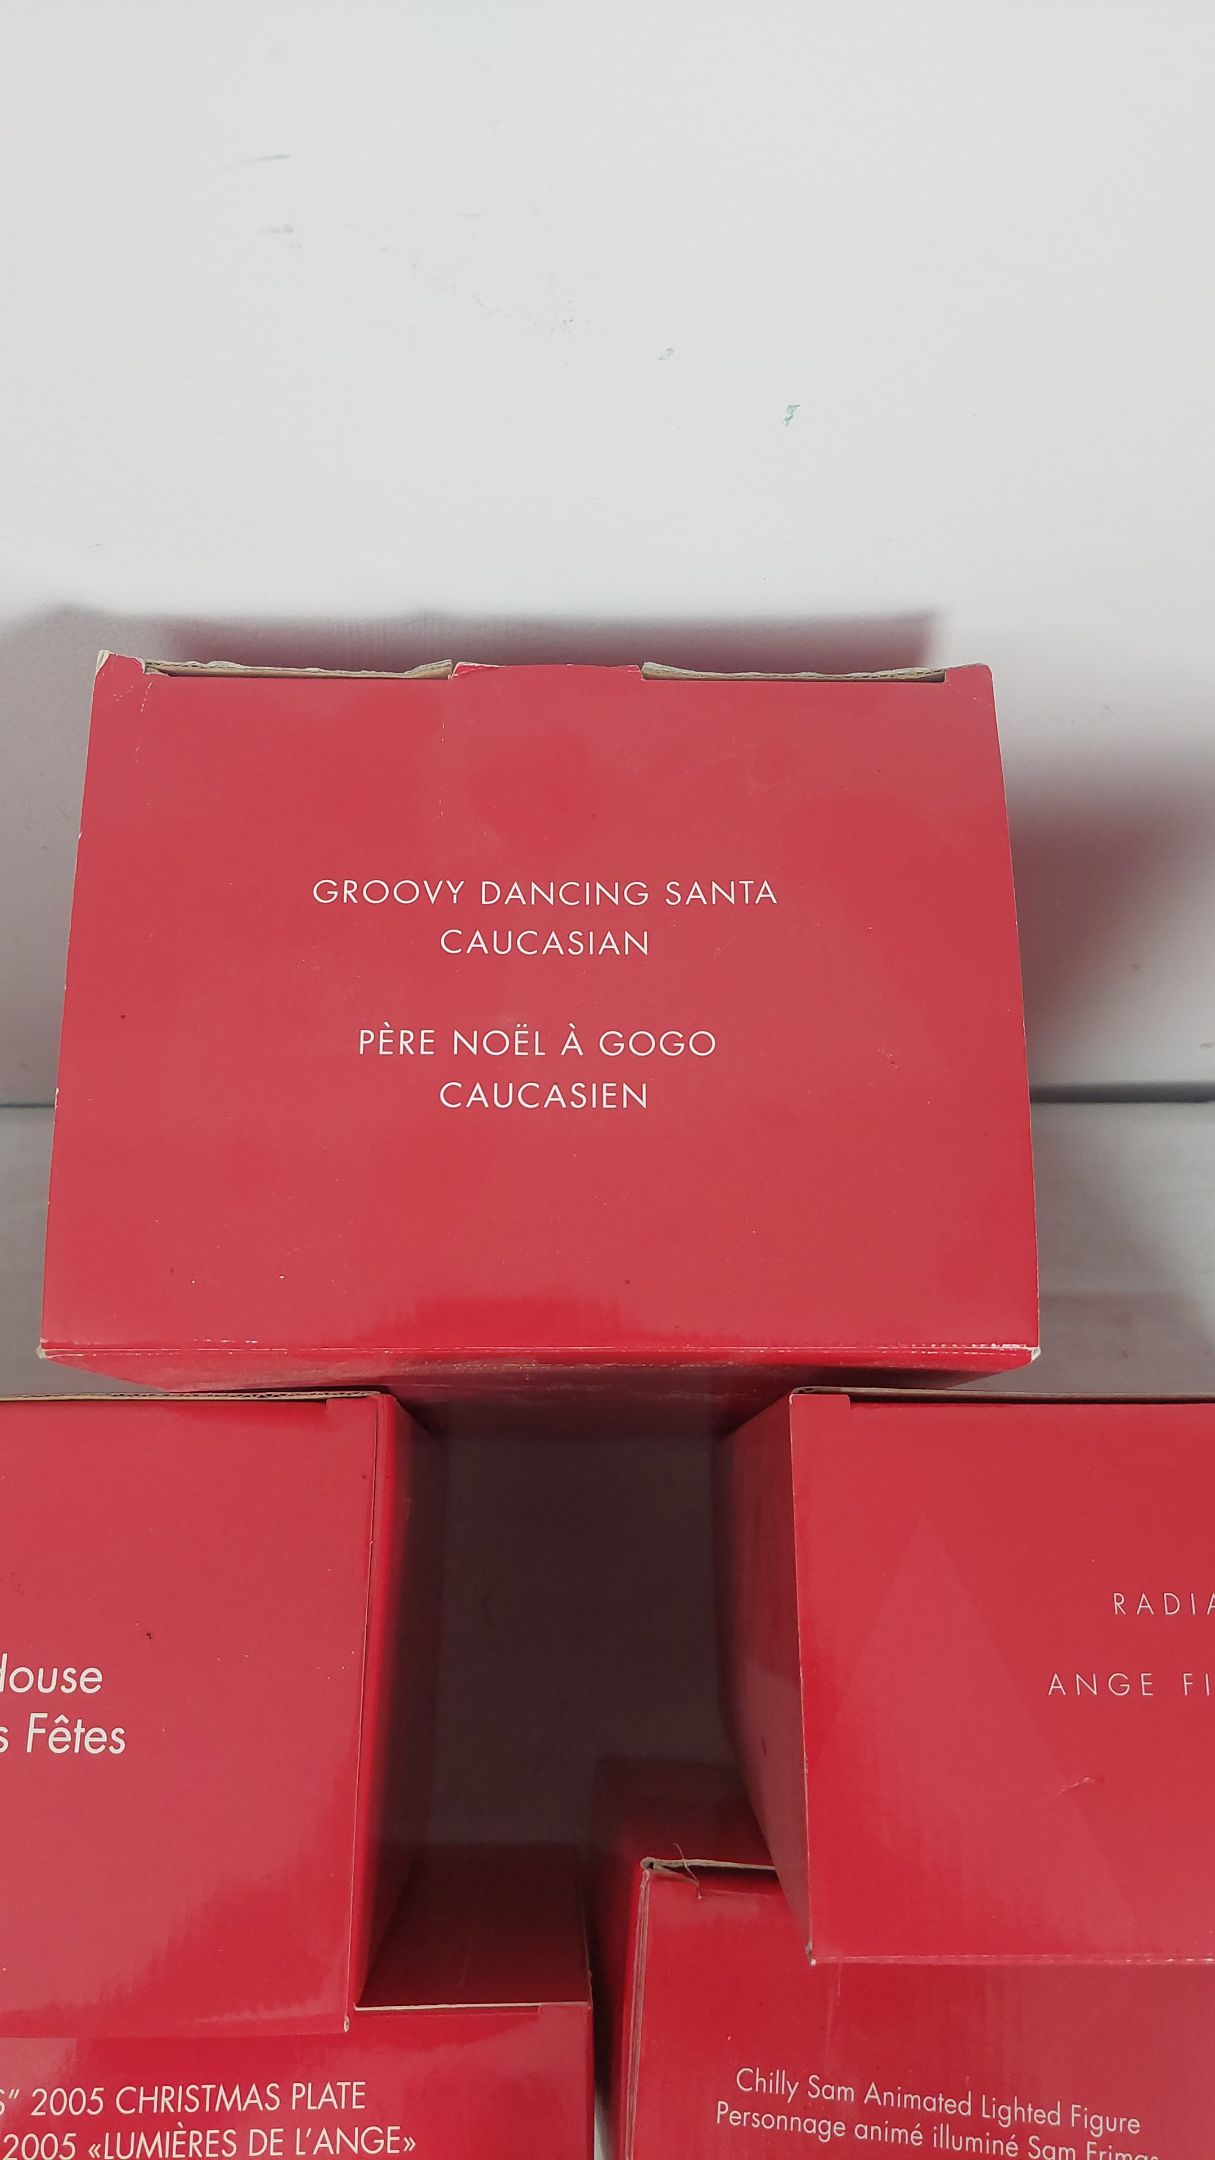 GROOVY DANCING SANTA
CAUCASIAN
PÈRE NOËL À GOGO
CAUCASIEN
Fêtes
ANGE
2005 CHRISTMAS PLATE
2005 «LUMIÈRES DE L'ANGE»
Chilly Sam Animated Lighted Figure
Personnage animé illuminé Sam